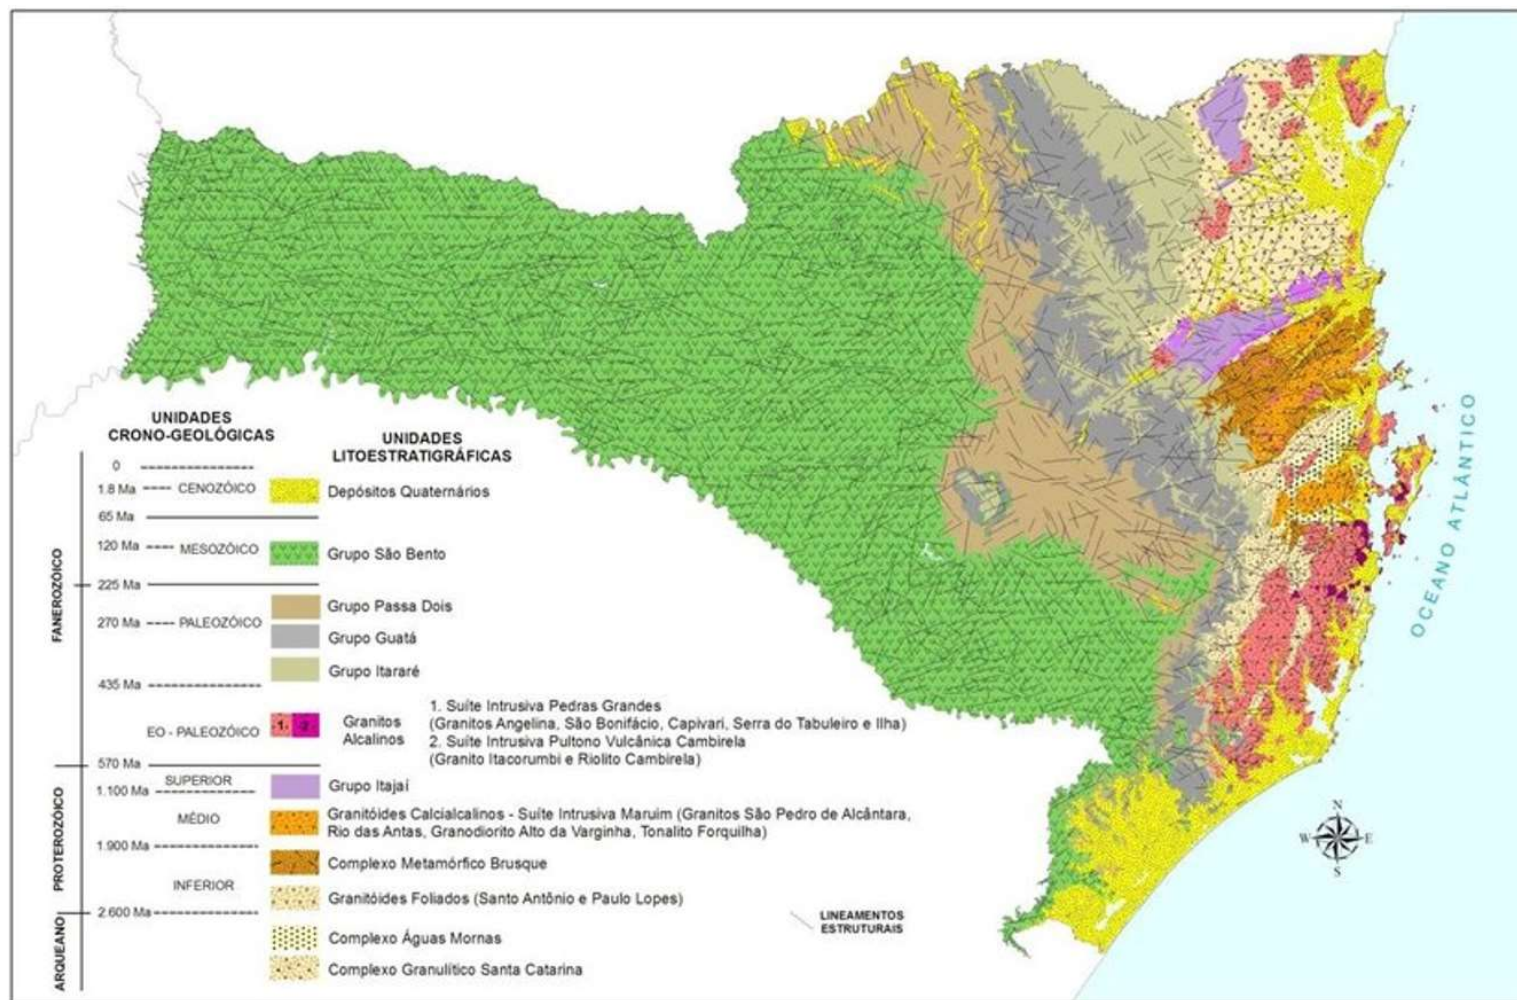 UNIDADES
CRONO-GEOLÓGICAS
UNIDADES
LITOESTRATIGRÁFICAS
0
1.8 Ma
CENOZÓICO
Depósitos Quaternários
65 Ma
120 Ma
MESOZÓICO
Grupo São Bento
225 Ma
FANEROZÓICO
Grupo Passa Dois
270 Ma
PALEOZÓICO
Grupo Guatá
Grupo Itararé
435 Ma
EO - PALEOZÓICO
1
2
Granitos
Alcalinos
1. Suíte Intrusiva Pedras Grandes
(Granitos Angelina, São Bonifácio, Capivari, Serra do Tabuleiro e Ilha)
2. Suíte Intrusiva Pultono Vulcânica Cambirela
(Granito Itacorumbi e Riolito Cambirela)
570 Ma
SUPERIOR
Grupo Itajaí
1.100 Ma
PROTEROZÓICO
MÉDIO
Granitóides Calcialcalinos - Suíte Intrusiva Maruim (Granitos São Pedro de Alcântara,
Rio das Antas, Granodiorito Alto da Varginha, Tonalito Forquilha)
1.900 Ma
Complexo Metamórfico Brusque
INFERIOR
Granitóides Foliados (Santo Antônio e Paulo Lopes)
2.600 Ma
ARQUEANO
Complexo Águas Mornas
Complexo Granulítico Santa Catarina
LINEAMENTOS
ESTRUTURAIS
OCEANO ATLÂNTICO
N
W
E
S